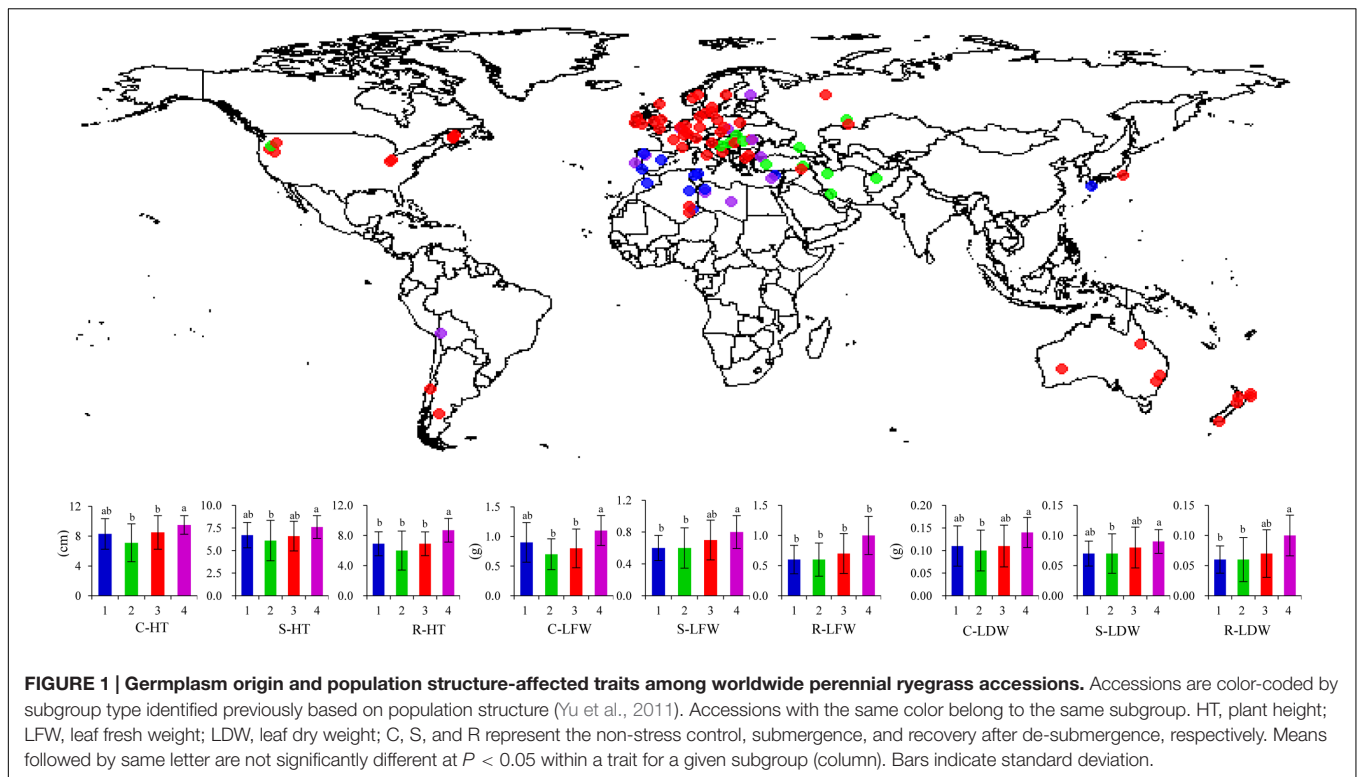 12
8
4
0
(cm)
ab
b
b
a
1
2
3
4
C-HT
10.0
7.5
5.0
2.5
0.0
ab
b
ab
a
1
2
3
4
S-HT
12.0
8.0
4.0
0.0
b
b
b
a
1
2
3
4
R-HT
1.5
1.0
0.5
0.0
(g)
ab
b
b
a
1
2
3
4
C-LFW
1.2
0.8
0.4
0.0
b
b
ab
a
1
2
3
4
S-LFW
1.5
1.0
0.5
0.0
b
b
b
b
1
2
3
4
R-LFW
0.20
0.15
0.10
0.05
0.00
(g)
ab
b
ab
a
1
2
3
4
C-LDW
0.15
0.10
0.05
0.00
ab
b
ab
a
1
2
3
4
S-LDW
0.15
0.10
0.05
0.00
b
b
ab
a
1
2
3
4
R-LDW
FIGURE 1 | Germplasm origin and population structure-affected traits among worldwide perennial ryegrass accessions. Accessions are color-coded by
subgroup type identified previously based on population structure (Yu et al., 2011). Accessions with the same color belong to the same subgroup. HT, plant height;
LFW, leaf fresh weight; LDW, leaf dry weight; C, S, and R represent the non-stress control, submergence, and recovery after de-submergence, respectively. Means
followed by same letter are not significantly different at P < 0.05 within a trait for a given subgroup (column). Bars indicate standard deviation.